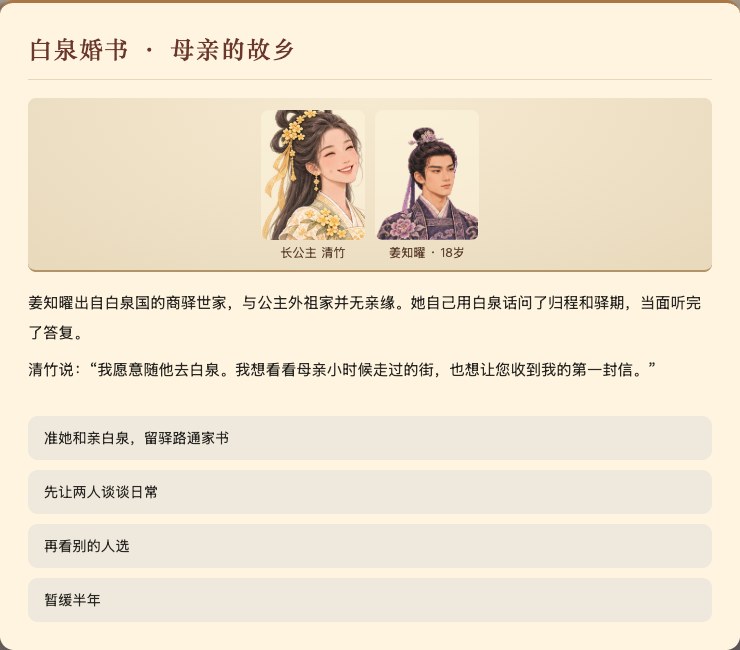 白泉婚书 · 母亲的故乡
长公主 清竹
姜知曜 · 18岁
姜知曜出自白泉国的商驿世家，与公主外祖家并无亲缘。她自己用白泉话问了归程和驿期，当面听完
了答复。
清竹说：“我愿意随他去白泉。我想看看母亲小时候走过的街，也想让您收到我的第一封信。”
准她和亲白泉，留驿路通家书
先让两人谈谈日常
再看别的人选
暂缓半年